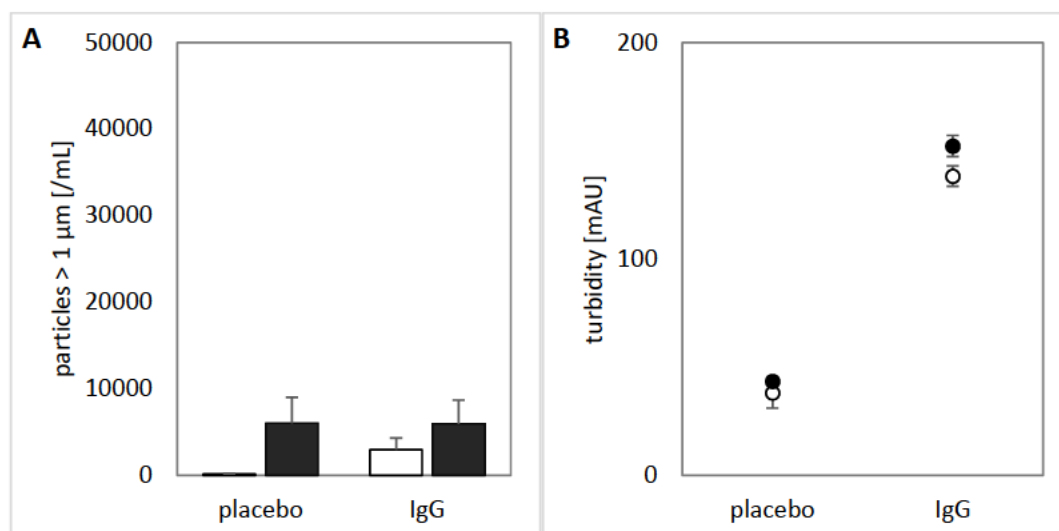 A
particles > 1 µm [/mL]
50000
40000
30000
20000
10000
0
placebo
IgG
B
turbidity [mAU]
200
100
0
placebo
IgG